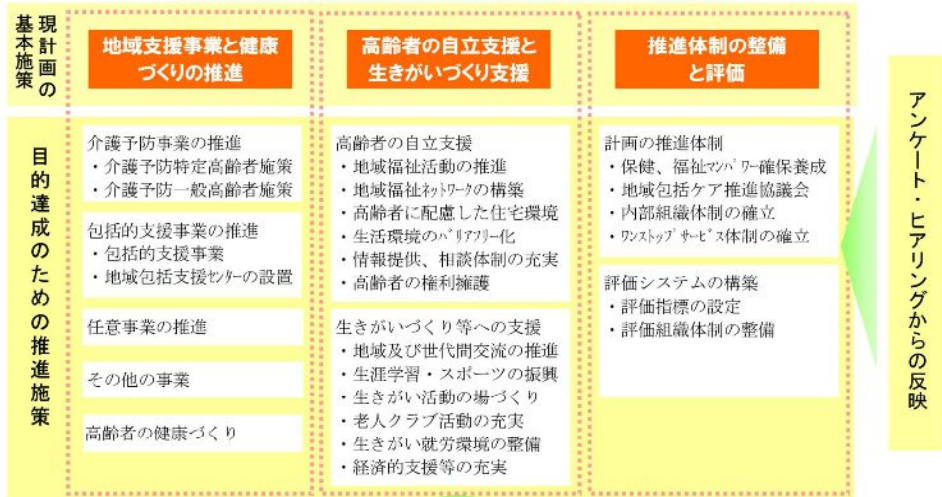 現計画の
基本施策
地域支援事業と健康
づくりの推進
高齢者の自立支援と
生きがいづくり支援
推進体制の整備
と評価
目的達成のための推進施策
介護予防事業の推進
・介護予防特定高齢者施策
・介護予防一般高齢者施策
包括的支援事業の推進
・包括的支援事業
・地域包括支援ｾﾝﾀｰの設置
任意事業の推進
その他の事業
高齢者の健康づくり
高齢者の自立支援
・地域福祉活動の推進
・地域福祉ﾈｯﾄﾜｰｸの構築
・高齢者に配慮した住宅環境
・生活環境のﾊﾞﾘｱﾌﾘｰ化
・情報提供、相談体制の充実
・高齢者の権利擁護
生きがいづくり等への支援
・地域及び世代間交流の推進
・生涯学習・スポーツの振興
・生きがい活動の場づくり
・老人クラブ活動の充実
・生きがい就労環境の整備
・経済的支援等の充実
計画の推進体制
・保健、福祉ﾏﾝﾊﾟﾜｰ確保養成
・地域包括ケア推進協議会
・内部組織体制の確立
・ﾜﾝｽﾄｯﾌﾟｻｰﾋﾞｽ体制の確立
評価システムの構築
・評価指標の設定
・評価組織体制の整備
アンケート・ヒアリングからの反映